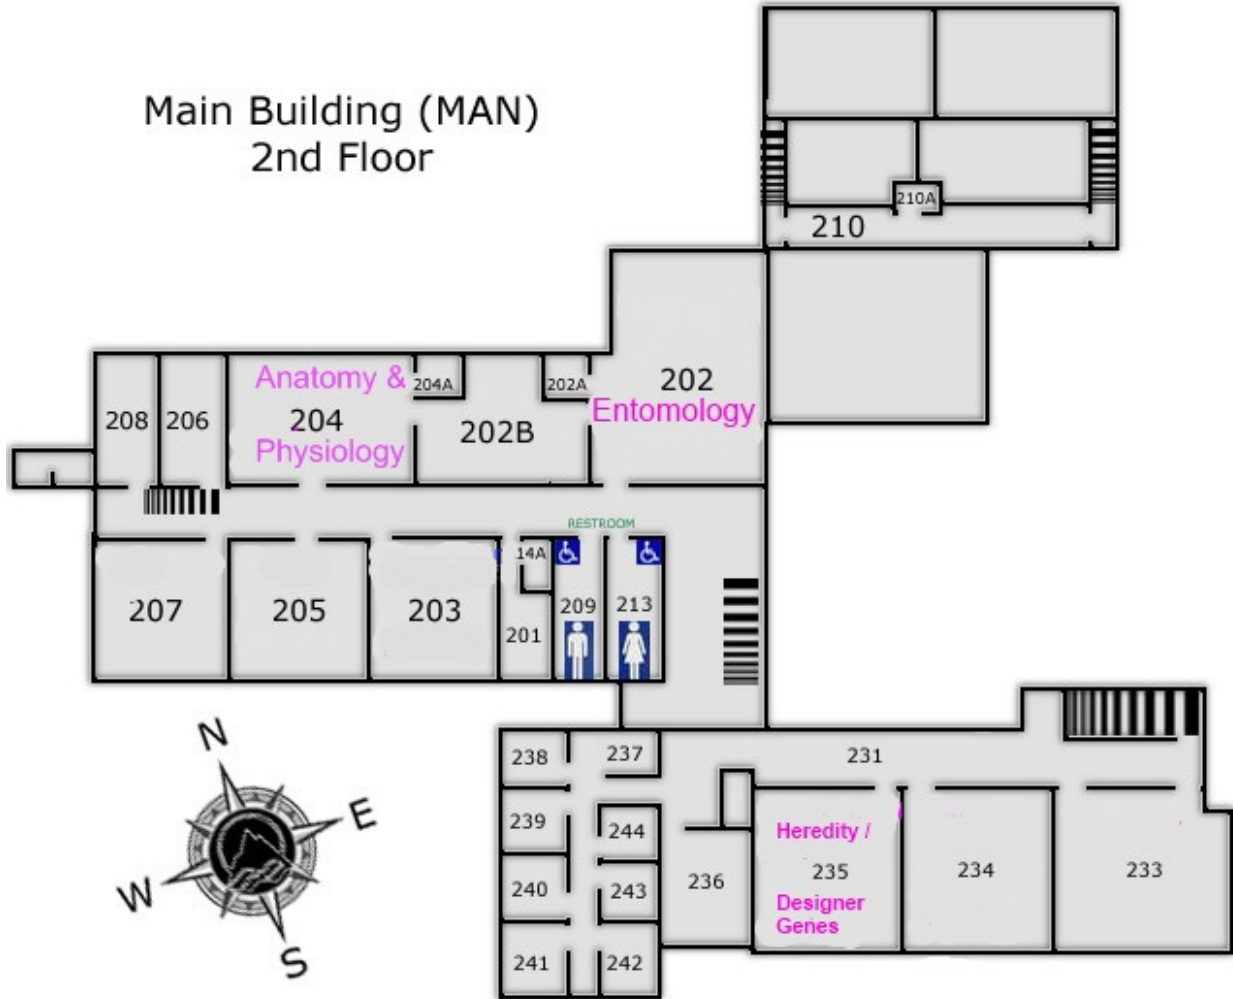 Main Building (MAN)
2nd Floor
210A
210
202
Entomology
Anatomy &
204
Physiology
204A
202A
202B
208
206
RESTROOM
14A
207
205
203
201
209
213
N
E
W
S
238
237
231
239
244
240
243
236
241
242
Heredity /
235
Designer
Genes
234
233